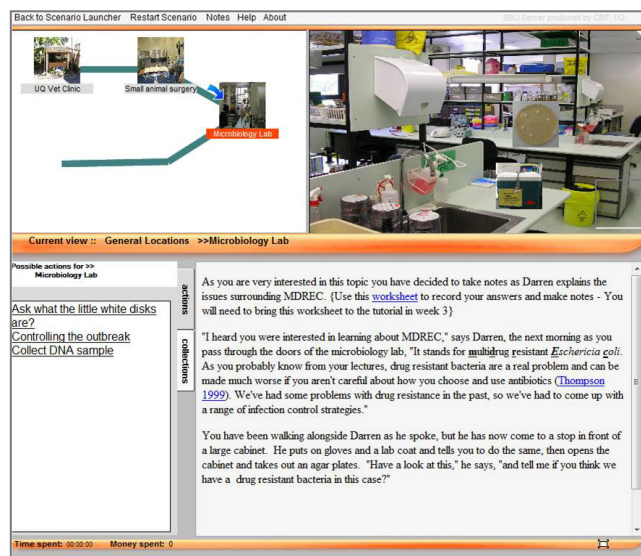 Back to Scenario Launcher Restart Scenario Notes Help About
SBLi Server produced by CBIT, UQ.
UQ Vet Clinic
Small animal surgery
Microbiology Lab
Current view :: General Locations >>Microbiology Lab
Possible actions for >>
Microbiology Lab
Ask what the little white disks
are?
Controlling the outbreak
Collect DNA sample
actions
collections
As you are very interested in this topic you have decided to take notes as Darren explains the
issues surrounding MDREC. {Use this worksheet to record your answers and make notes - You
will need to bring this worksheet to the tutorial in week 3}
"I heard you were interested in learning about MDREC," says Darren, the next morning as you
pass through the doors of the microbiology lab, "It stands for multidrug resistant Eschericia coli.
As you probably know from your lectures, drug resistant bacteria are a real problem and can be
made much worse if you aren't careful about how you choose and use antibiotics (Thompson
1999). We've had some problems with drug resistance in the past, so we've had to come up with
a range of infection control strategies."
You have been walking alongside Darren as he spoke, but he has now come to a stop in front of
a large cabinet. He puts on gloves and a lab coat and tells you to do the same, then opens the
cabinet and takes out an agar plates. "Have a look at this," he says, "and tell me if you think we
have a drug resistant bacteria in this case?"
Time spent: 00:00:00 Money spent: 0